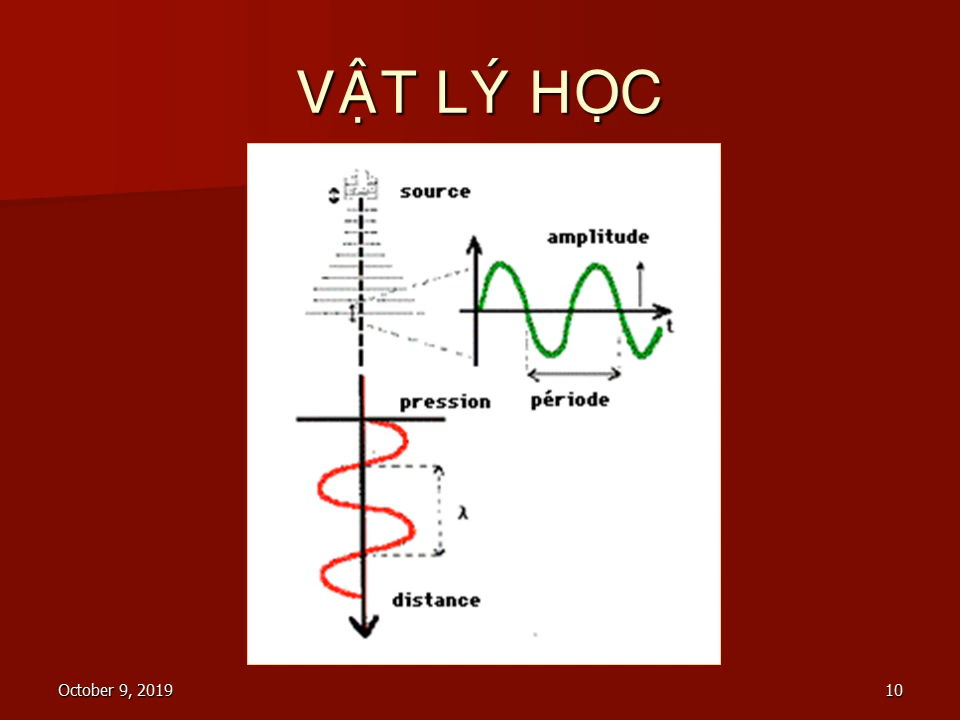 VẬT LÝ HỌC
source
amplitude
t
pression
période
λ
distance
October 9, 2019
10